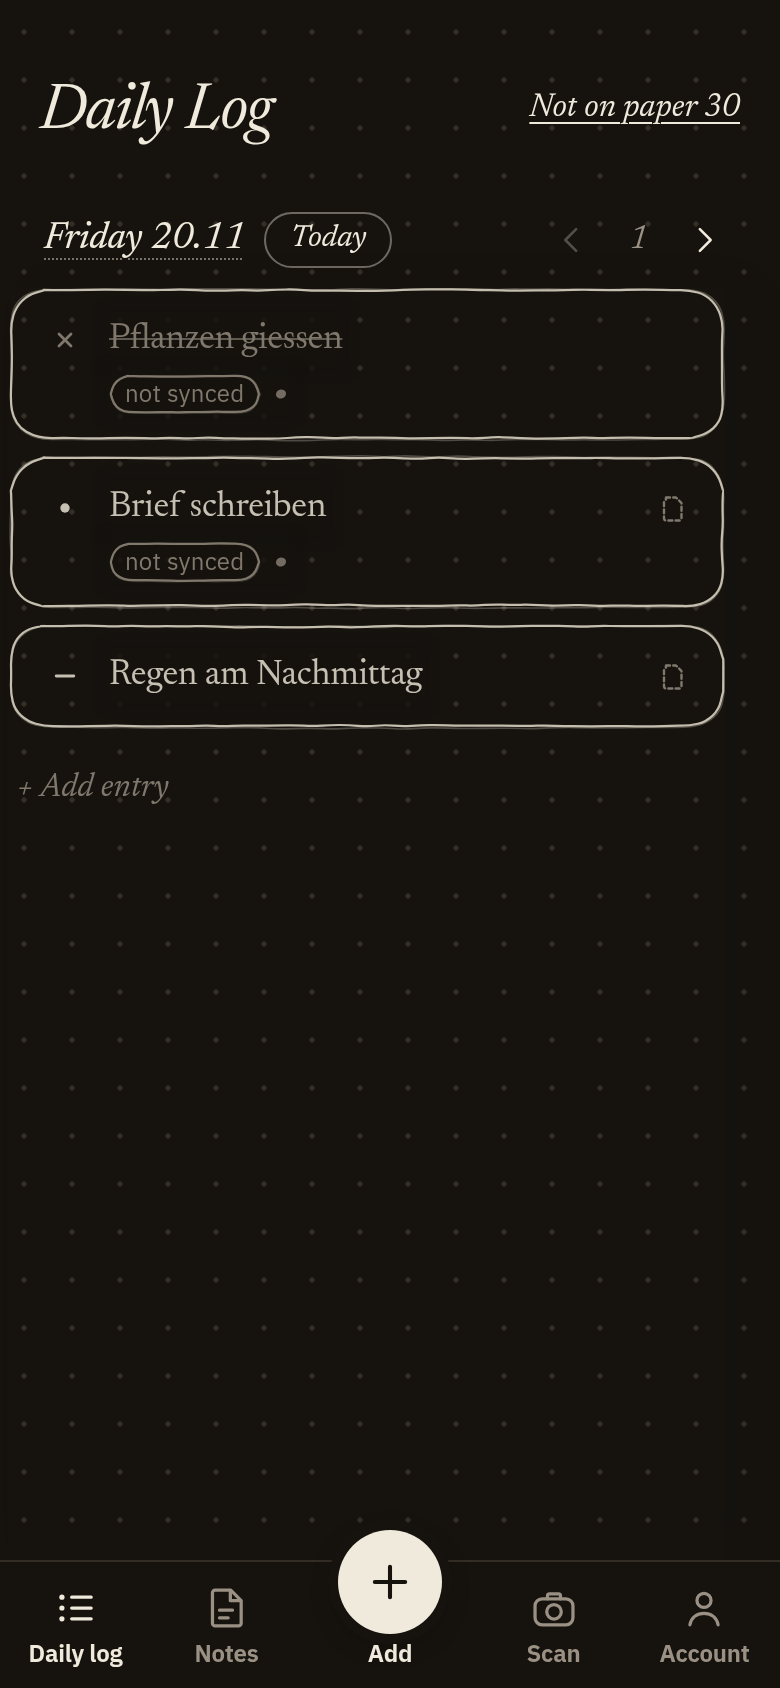 Daily Log
Not on paper 30
Friday 20.11
Today
1
× Pflanzen giessen
not synced •
• Brief schreiben
not synced •
– Regen am Nachmittag
+ Add entry
Daily log
Notes
Add
Scan
Account